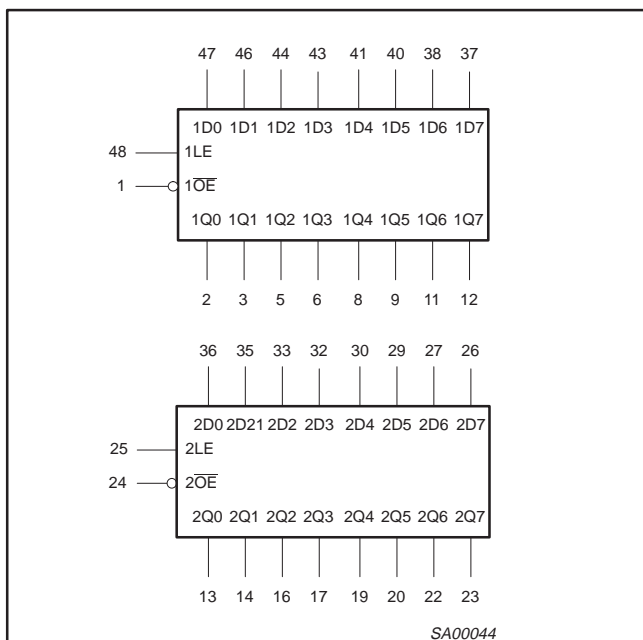 47 46 44 43 41 40 38 37
1D0 1D1 1D2 1D3 1D4 1D5 1D6 1D7
48 1LE
1 1O̅E̅
1Q0 1Q1 1Q2 1Q3 1Q4 1Q5 1Q6 1Q7
2 3 5 6 8 9 11 12
36 35 33 32 30 29 27 26
2D0 2D21 2D2 2D3 2D4 2D5 2D6 2D7
25 2LE
24 2O̅E̅
2Q0 2Q1 2Q2 2Q3 2Q4 2Q5 2Q6 2Q7
13 14 16 17 19 20 22 23
SA00044